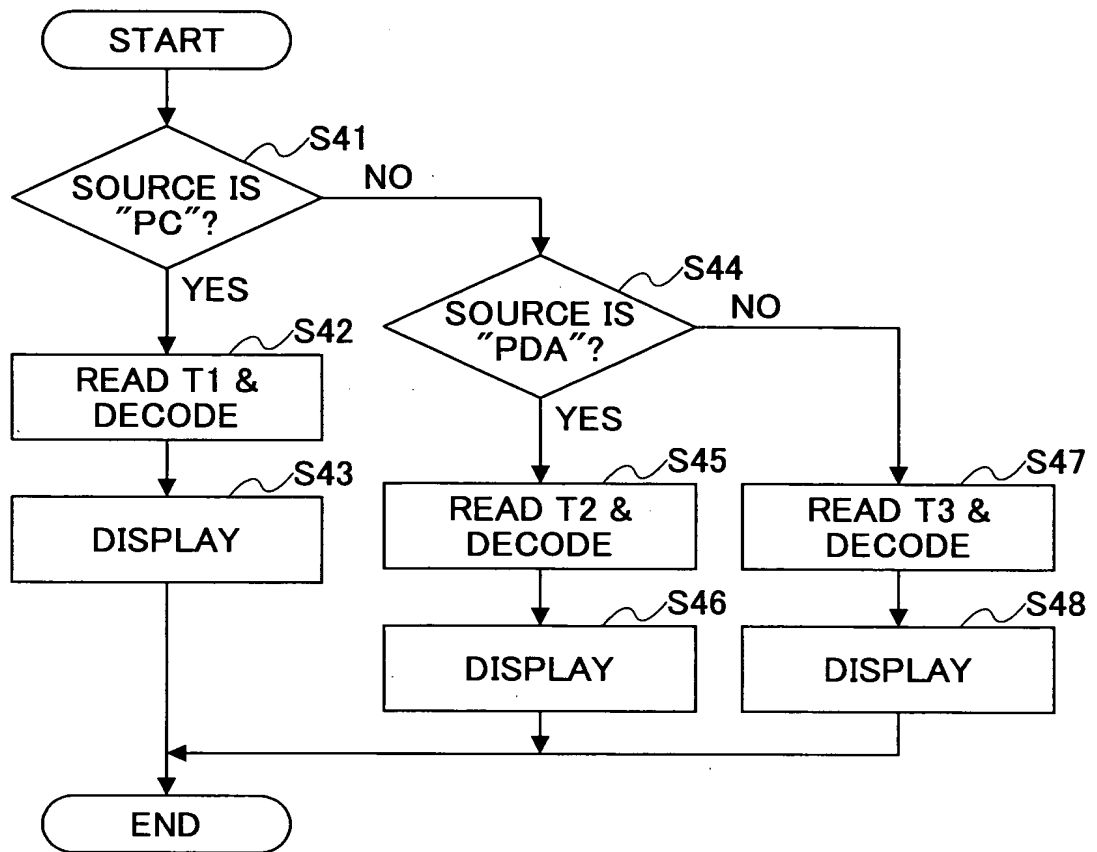 START
S41
SOURCE IS
"PC"?
NO
YES
S44
SOURCE IS
"PDA"?
NO
YES
S42
READ T1 &
DECODE
S43
DISPLAY
S45
READ T2 &
DECODE
S47
READ T3 &
DECODE
S46
DISPLAY
S48
DISPLAY
END